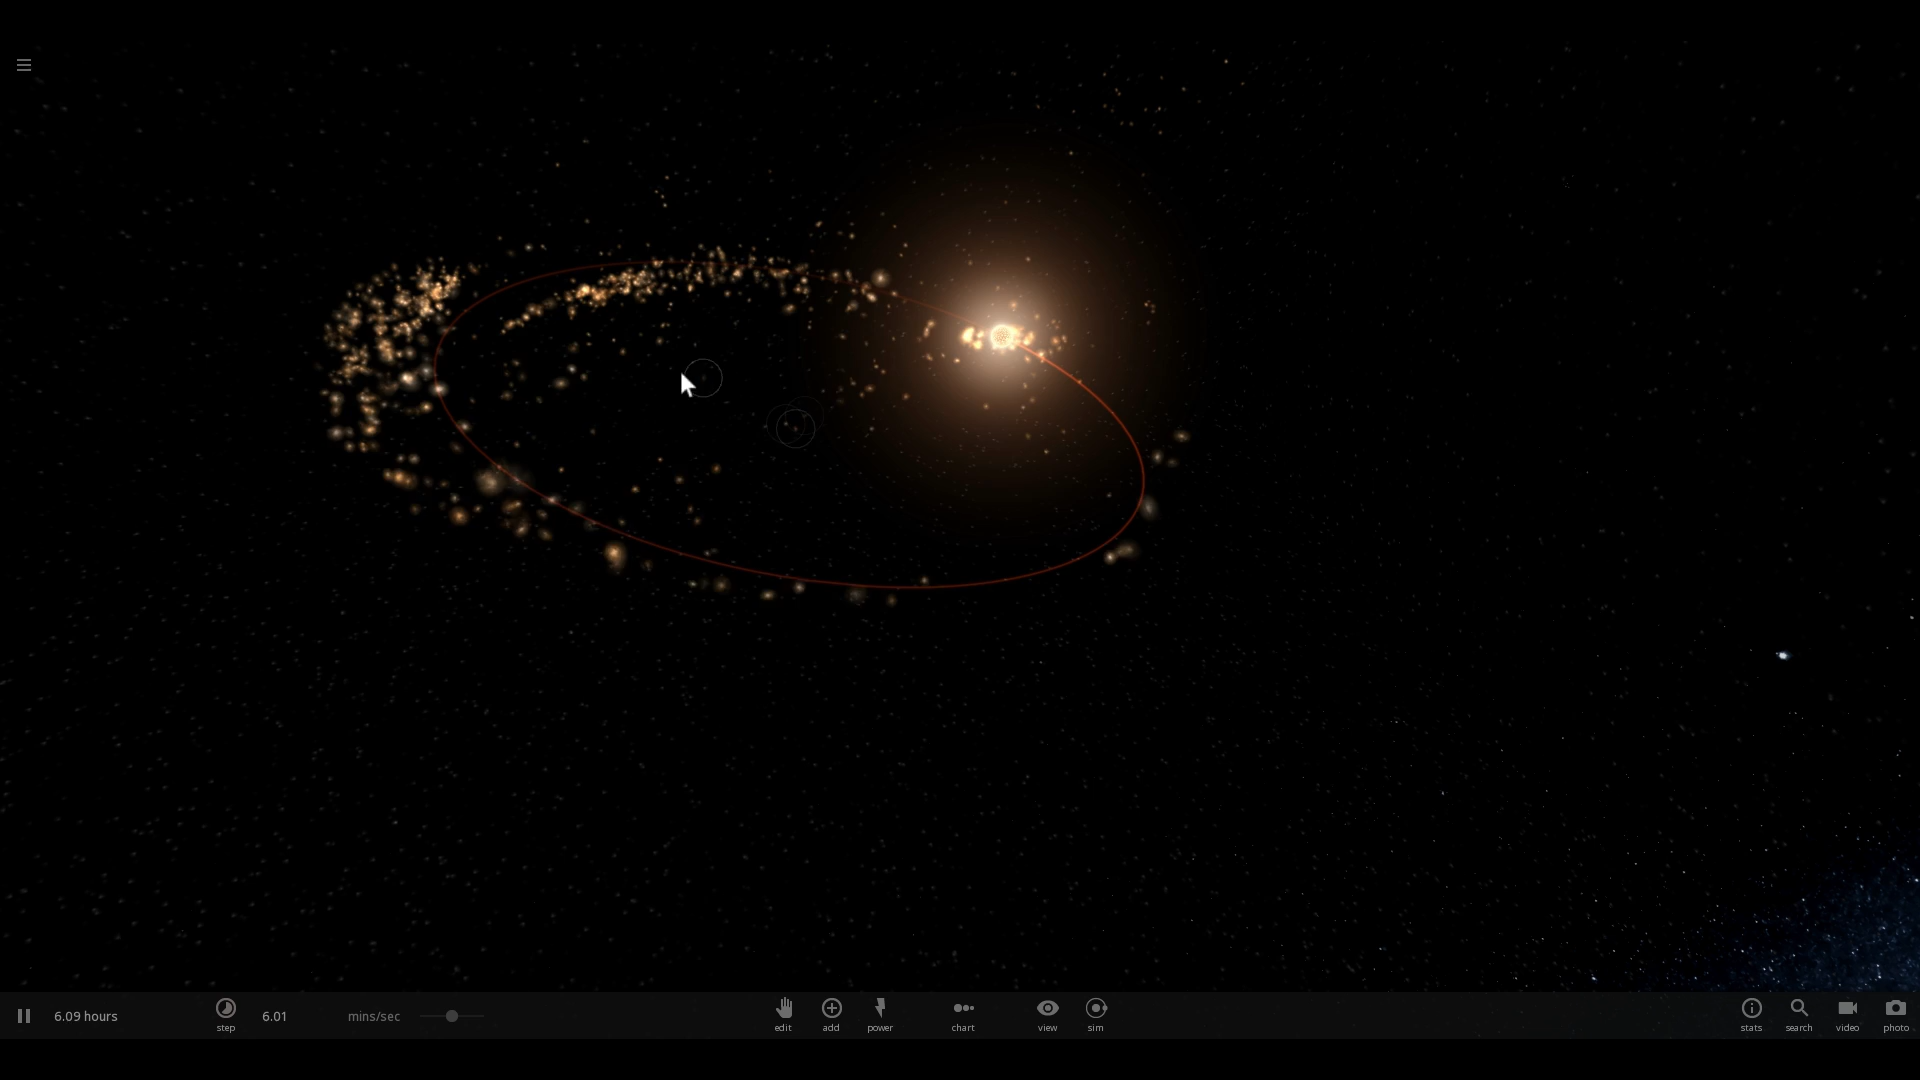 6.09 hours
step
6.01
mins/sec
edit
add
power
chart
view
sim
stats
search
video
photo